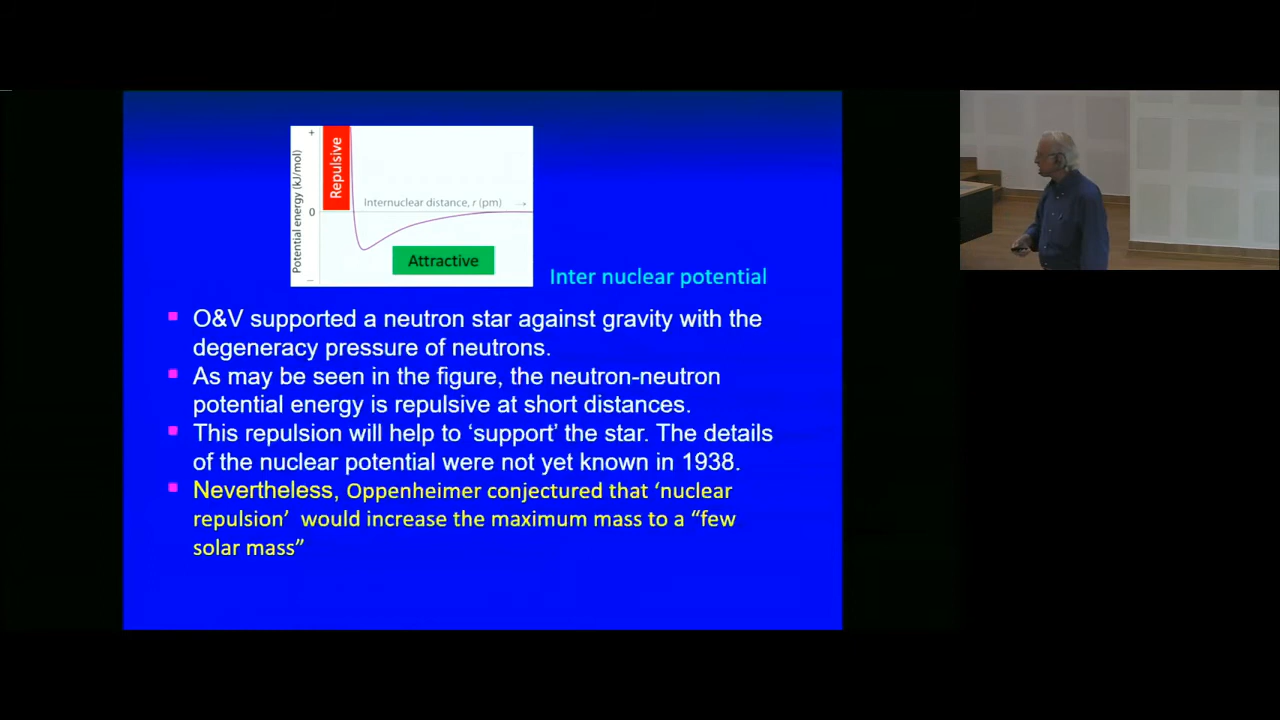 Potential energy (kJ/mol)
+
0
–
Repulsive
Internuclear distance, r (pm) →
Attractive
Inter nuclear potential
O&V supported a neutron star against gravity with the
degeneracy pressure of neutrons.
As may be seen in the figure, the neutron-neutron
potential energy is repulsive at short distances.
This repulsion will help to ‘support’ the star. The details
of the nuclear potential were not yet known in 1938.
Nevertheless, Oppenheimer conjectured that ‘nuclear
repulsion’ would increase the maximum mass to a “few
solar mass”